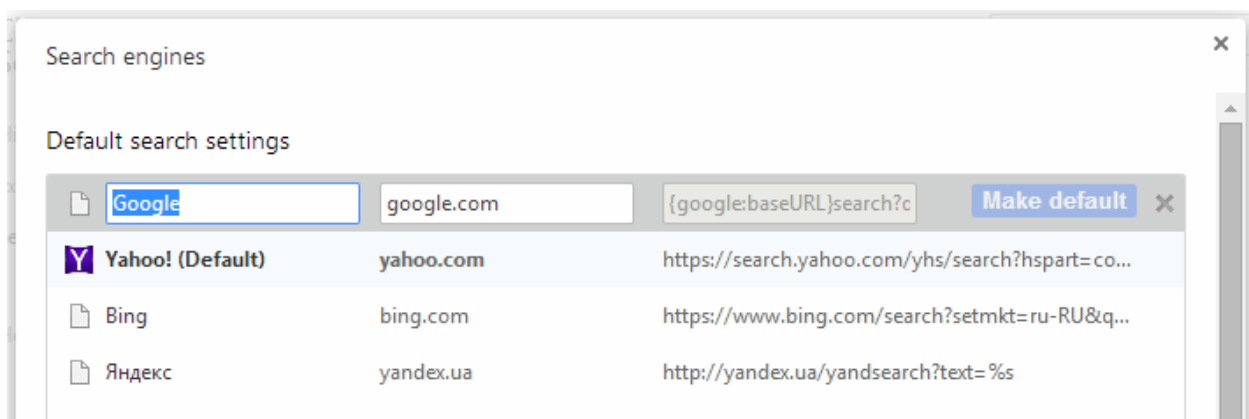 Search engines
Default search settings
Google google.com {google:baseURL}search?c Make default
Yahoo! (Default) yahoo.com https://search.yahoo.com/yhs/search?hspart=co...
Bing bing.com https://www.bing.com/search?setmkt=ru-RU&q...
Яндекс yandex.ua http://yandex.ua/yandsearch?text=%s